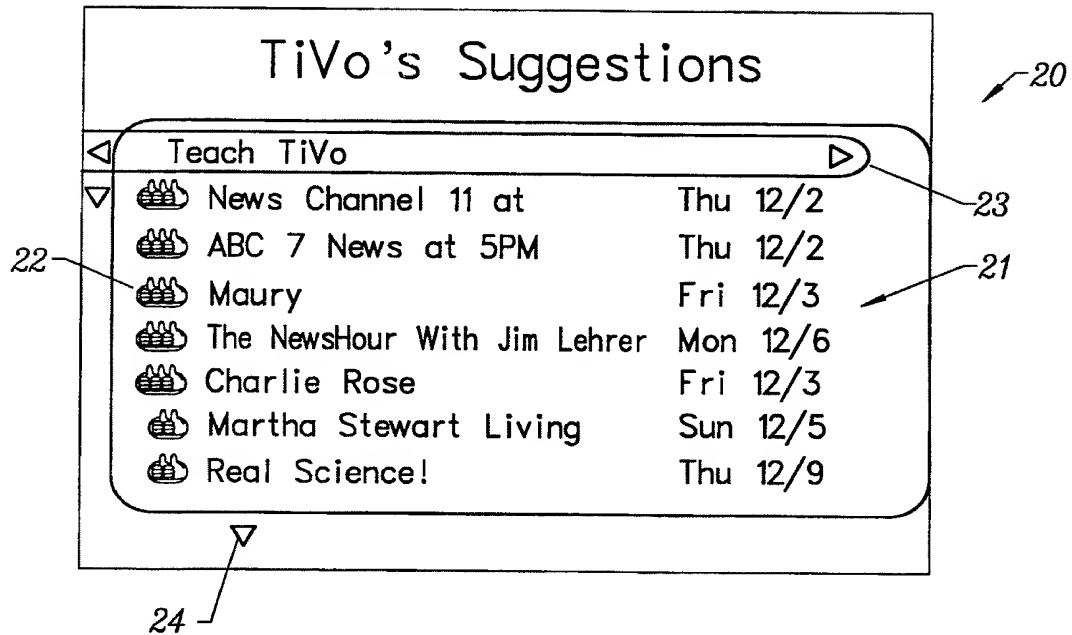 TiVo's Suggestions
20
Teach TiVo
News Channel 11 at Thu 12/2
23
ABC 7 News at 5PM Thu 12/2
22
21
Maury Fri 12/3
The NewsHour With Jim Lehrer Mon 12/6
Charlie Rose Fri 12/3
Martha Stewart Living Sun 12/5
Real Science! Thu 12/9
24